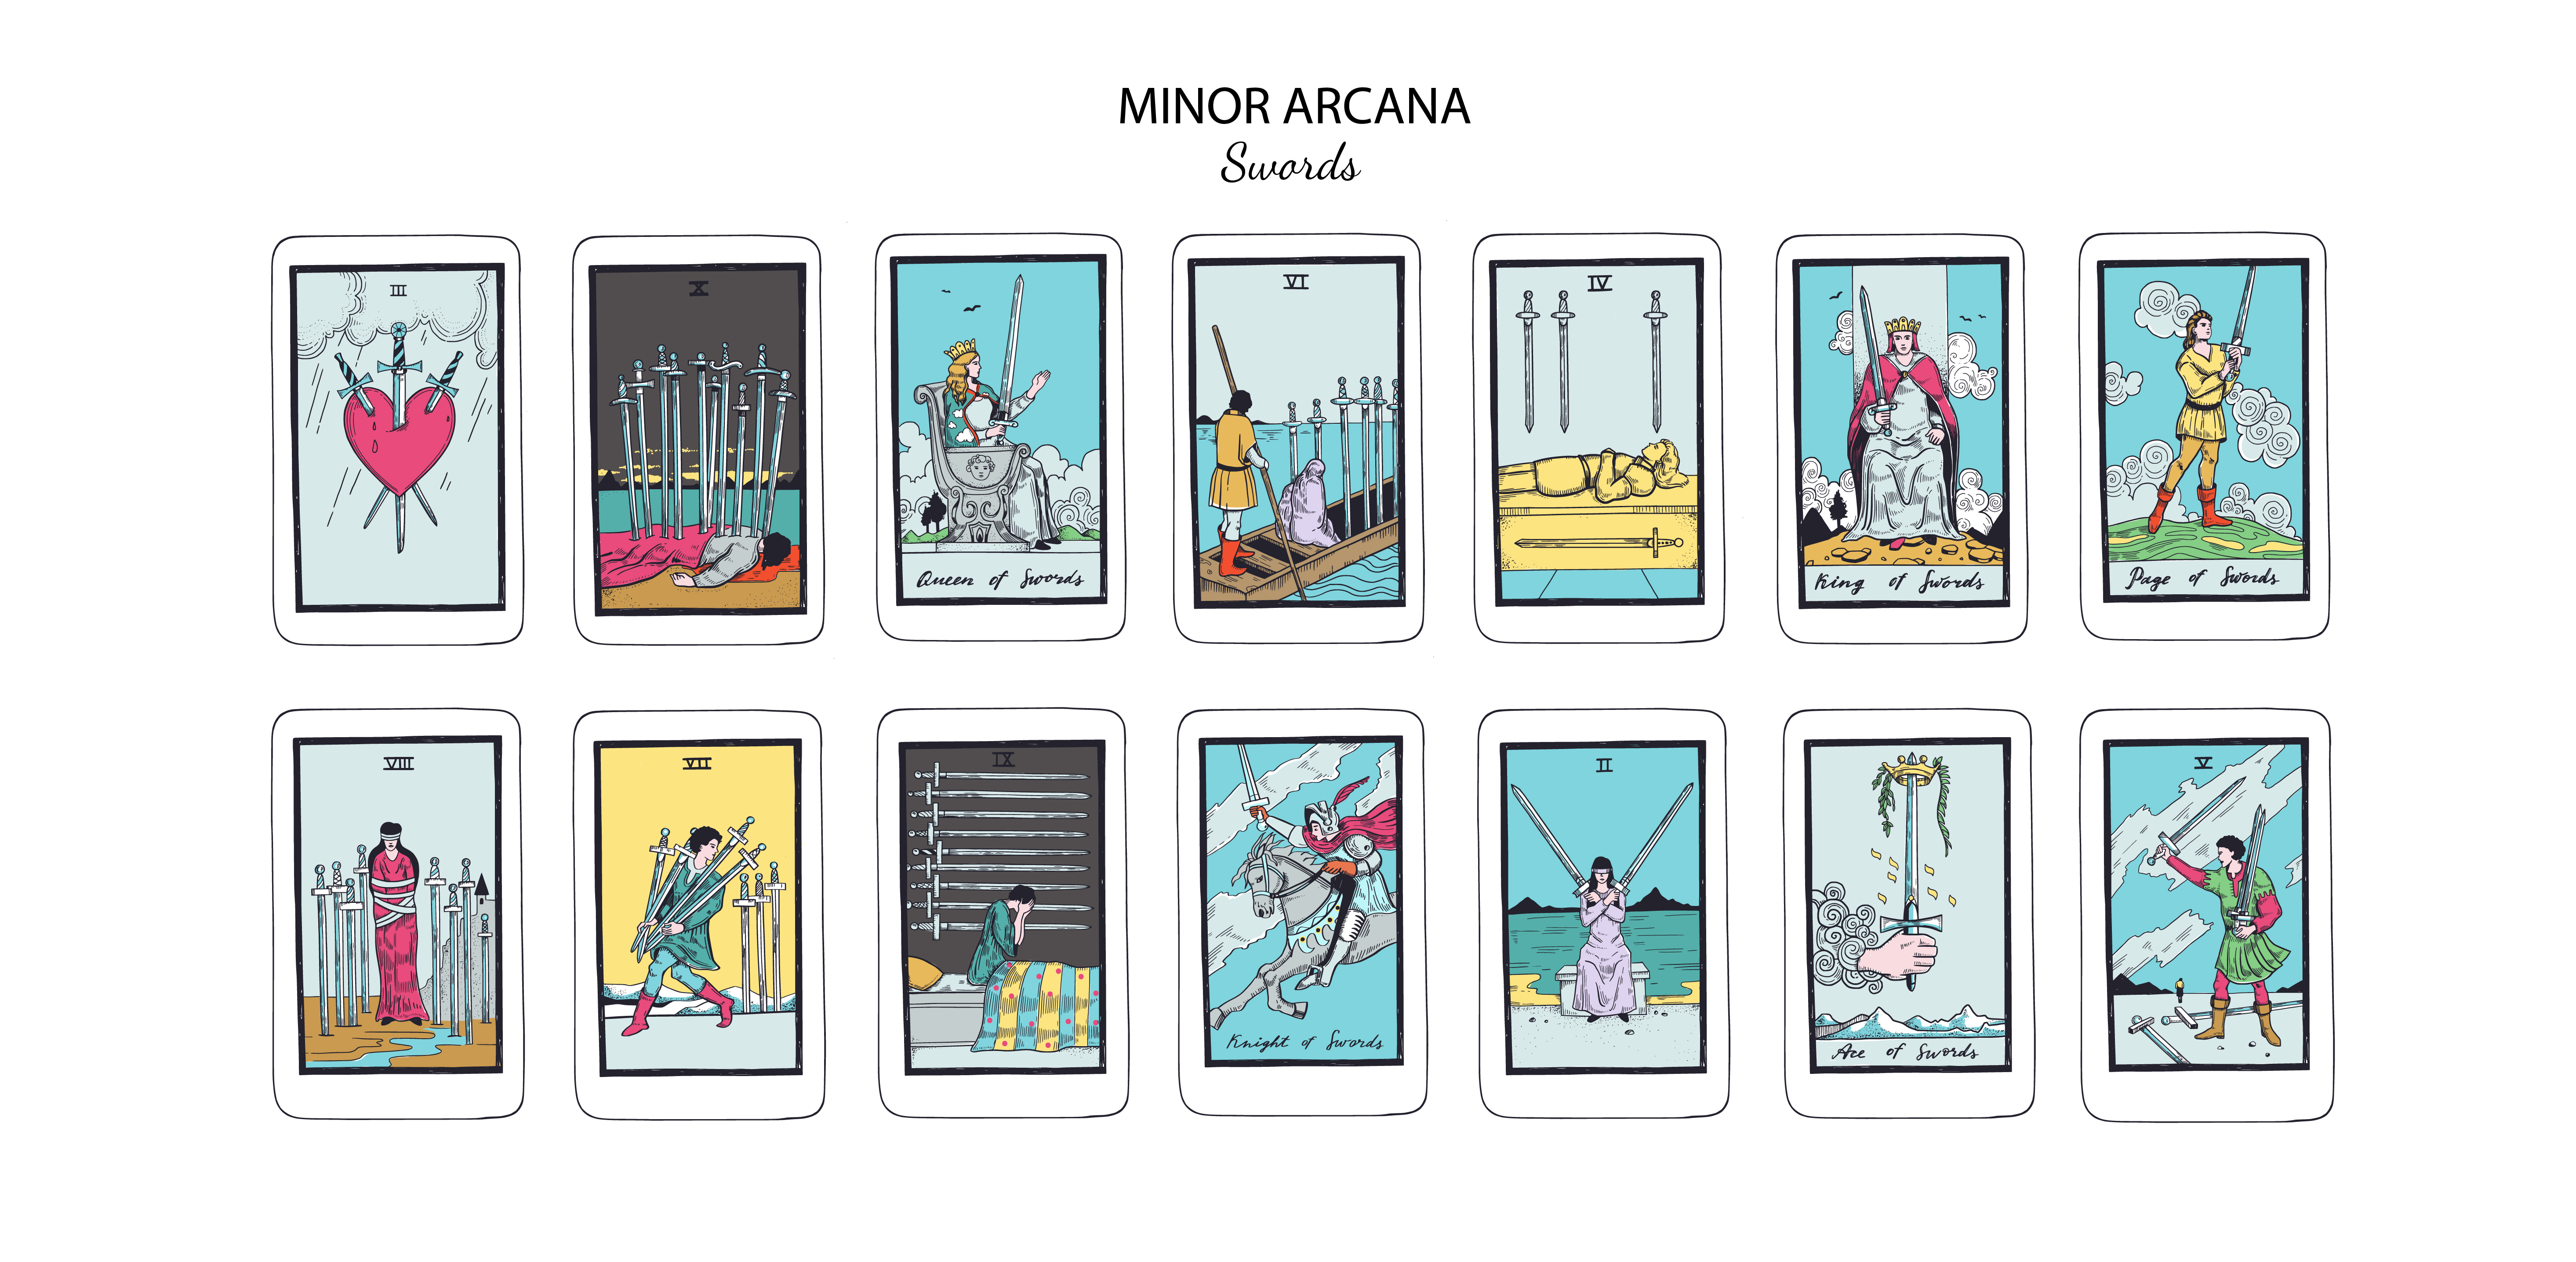 MINOR ARCANA
Swords
III
X
Queen of Swords
VI
IV
King of Swords
Page of Swords
VIII
VII
IX
Knight of Swords
II
Ace of Swords
V